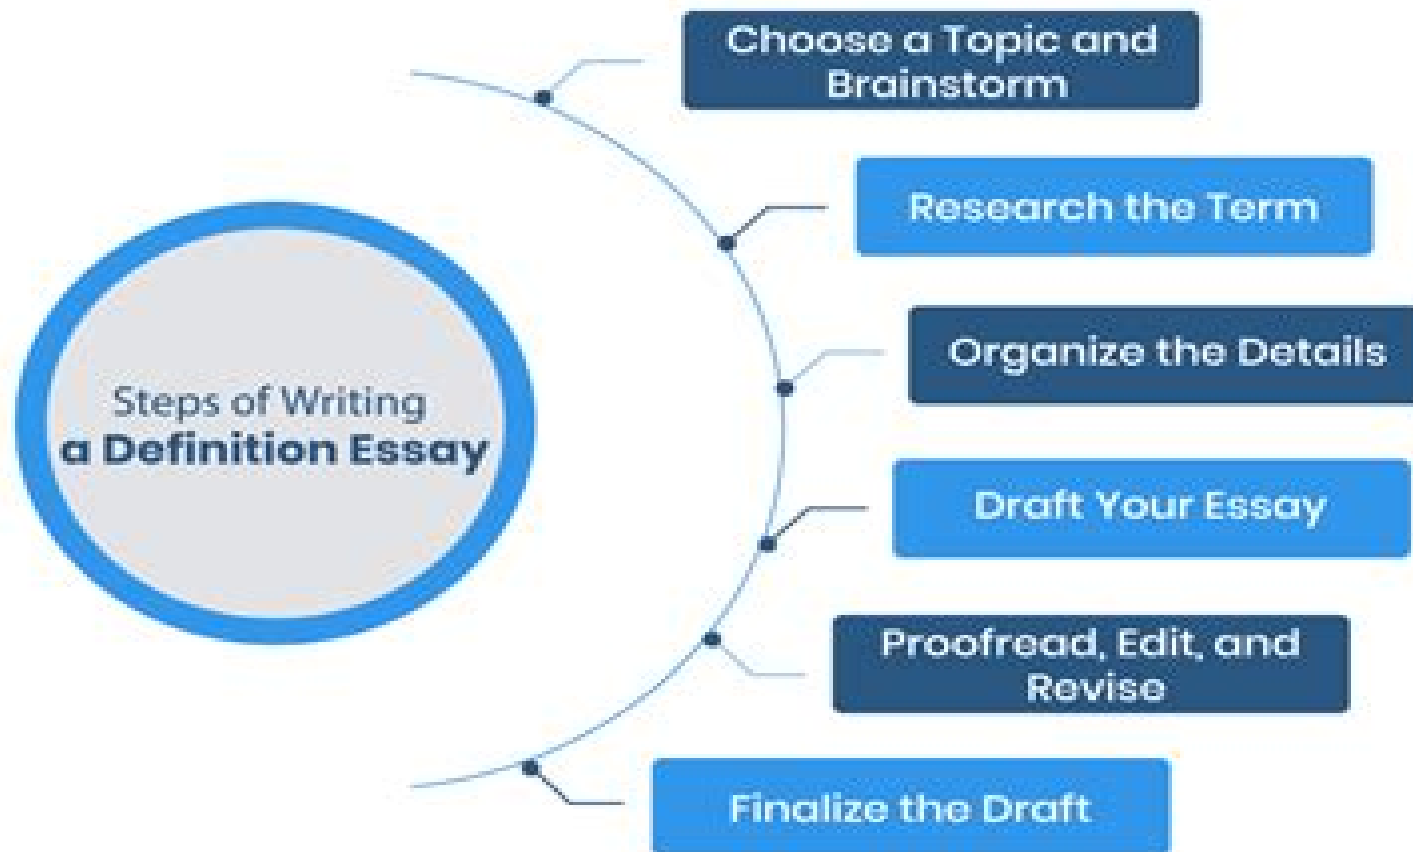 Steps of Writing
a Definition Essay
Choose a Topic and
Brainstorm
Research the Term
Organize the Details
Draft Your Essay
Proofread, Edit, and
Revise
Finalize the Draft